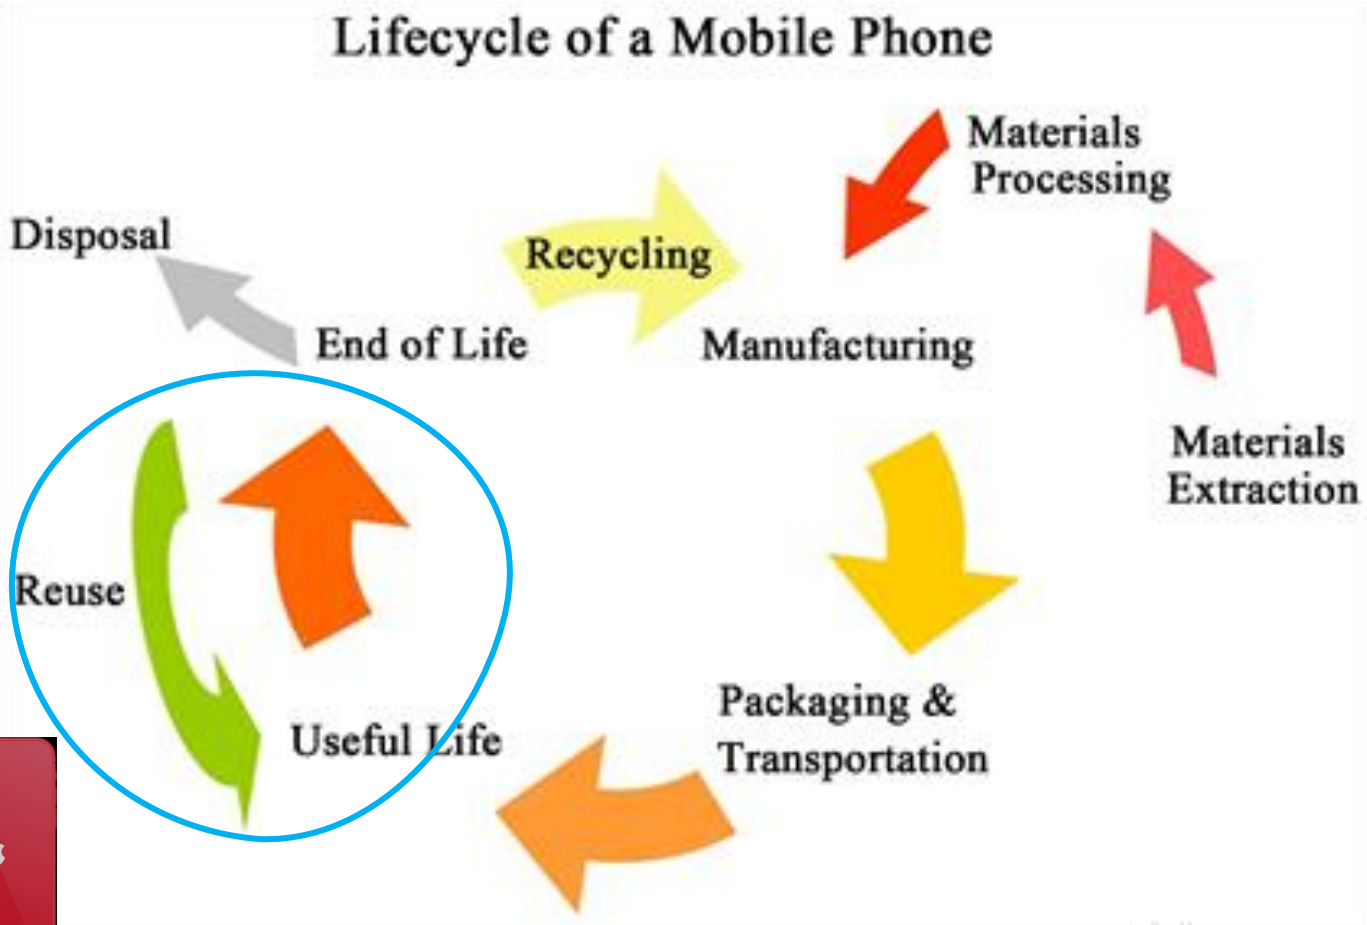 Lifecycle of a Mobile Phone
Materials
Processing
Disposal
Recycling
End of Life
Manufacturing
Materials
Extraction
Reuse
Packaging &
Transportation
Useful Life